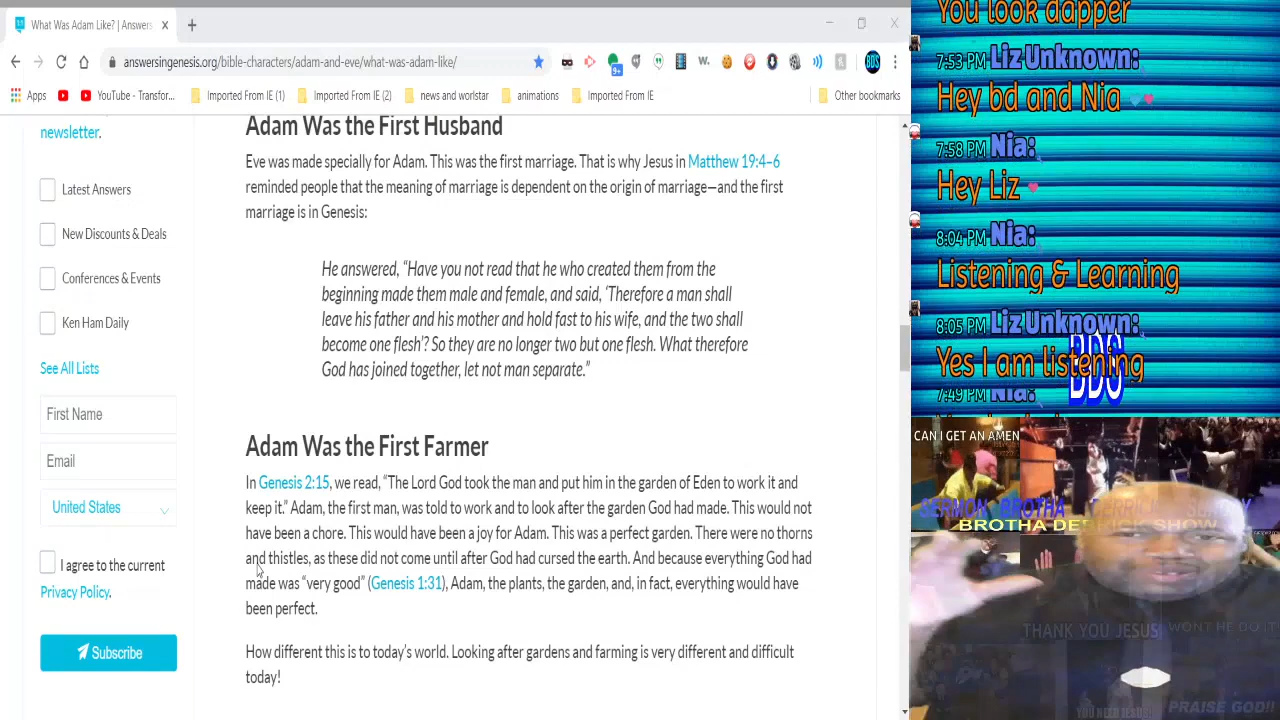 What Was Adam Like? | Answers
answersingenesis.org/bible-characters/adam-and-eve/what-was-adam-like/
9+
W.
BDS
Apps
YouTube - Transfor...
Imported From IE (1)
Imported From IE (2)
news and worlstar
animations
Imported From IE
Other bookmarks
newsletter.
Latest Answers
New Discounts & Deals
Conferences & Events
Ken Ham Daily
See All Lists
First Name
Email
United States
I agree to the current
Privacy Policy.
Subscribe
Adam Was the First Husband
Eve was made specially for Adam. This was the first marriage. That is why Jesus in Matthew 19:4–6
reminded people that the meaning of marriage is dependent on the origin of marriage—and the first
marriage is in Genesis:
He answered, “Have you not read that he who created them from the
beginning made them male and female, and said, ‘Therefore a man shall
leave his father and his mother and hold fast to his wife, and the two shall
become one flesh’? So they are no longer two but one flesh. What therefore
God has joined together, let not man separate.”
Adam Was the First Farmer
In Genesis 2:15, we read, “The Lord God took the man and put him in the garden of Eden to work it and
keep it.” Adam, the first man, was told to work and to look after the garden God had made. This would not
have been a chore. This would have been a joy for Adam. This was a perfect garden. There were no thorns
and thistles, as these did not come until after God had cursed the earth. And because everything God had
made was “very good” (Genesis 1:31), Adam, the plants, the garden, and, in fact, everything would have
been perfect.
How different this is to today’s world. Looking after gardens and farming is very different and difficult
today!
You look dapper
7:53 PM Liz Unknown:
Hey bd and Nia
7:58 PM Nia:
Hey Liz
8:04 PM Nia:
Listening & Learning
8:05 PM Liz Unknown:
Yes I am listening
BDS
7:49 PM Nia:
CAN I GET AN AMEN
SERMON BROTHA
BROTHA DERRICK SHOW
THANK YOU JESUS
WONT HE DO IT
PRAISE GOD!!